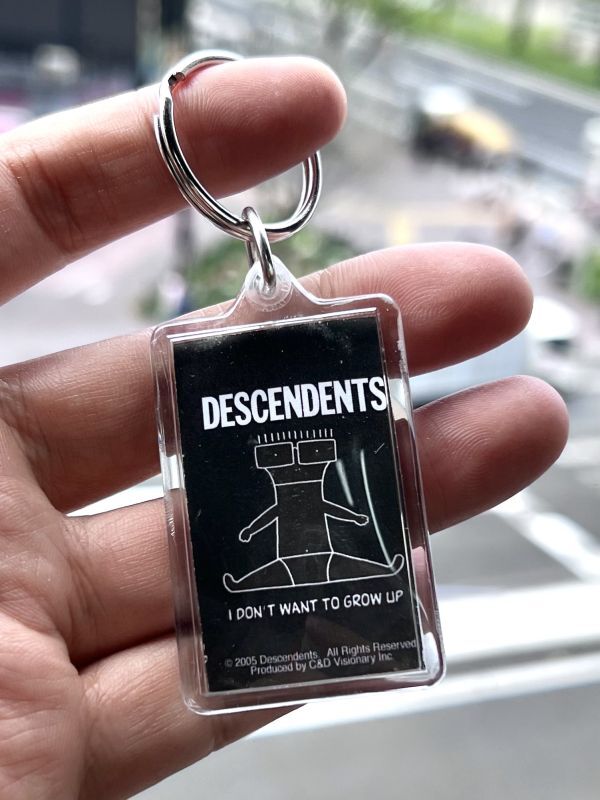 DESCENDENTS
I DON'T WANT TO GROW UP
© 2005 Descendents. All Rights Reserved
Produced by C&D Visionary Inc.